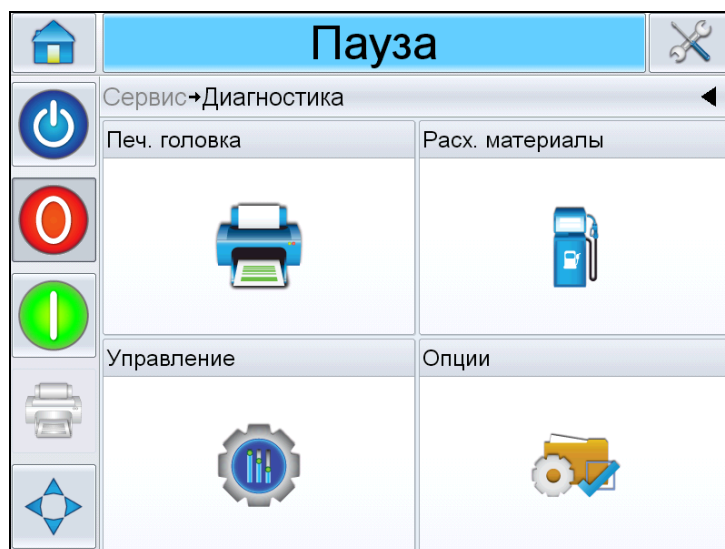 Пауза
Сервис→Диагностика
Печ. головка
Расх. материалы
Управление
Опции